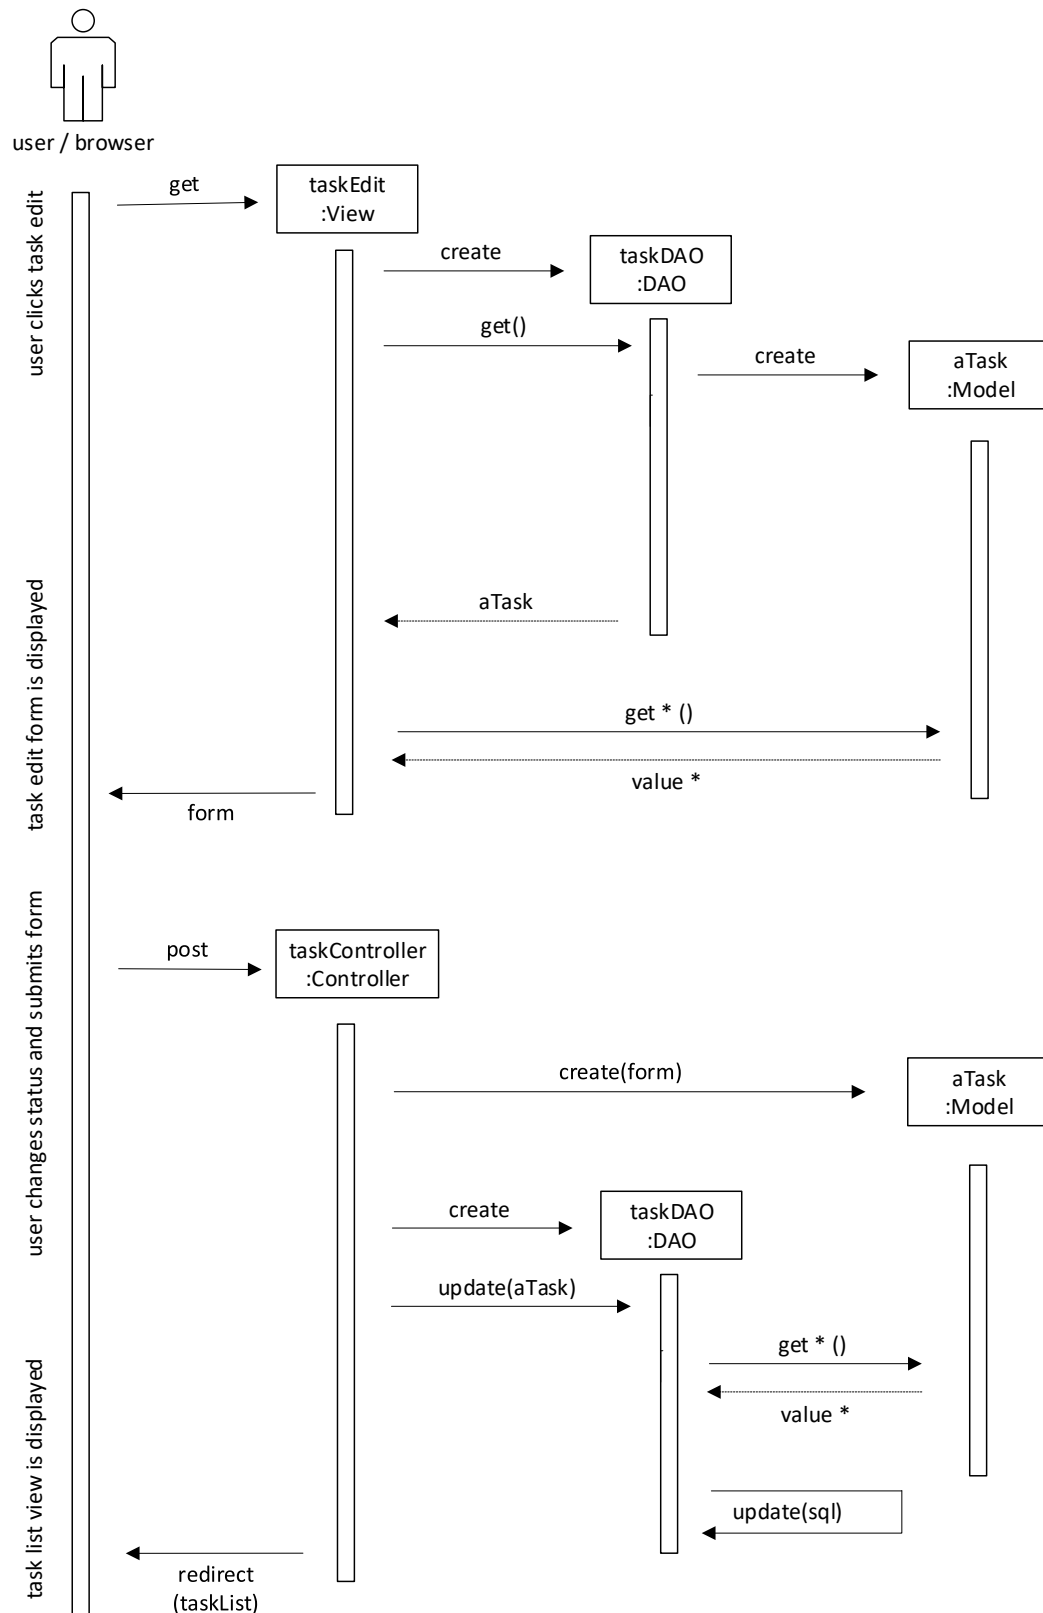 user / browser
user clicks task edit
get
taskEdit
:View
create
taskDAO
:DAO
get()
create
aTask
:Model
task edit form is displayed
aTask
get * ()
value *
form
user changes status and submits form
post
taskController
:Controller
create(form)
aTask
:Model
create
taskDAO
:DAO
update(aTask)
get * ()
value *
task list view is displayed
update(sql)
redirect
(taskList)